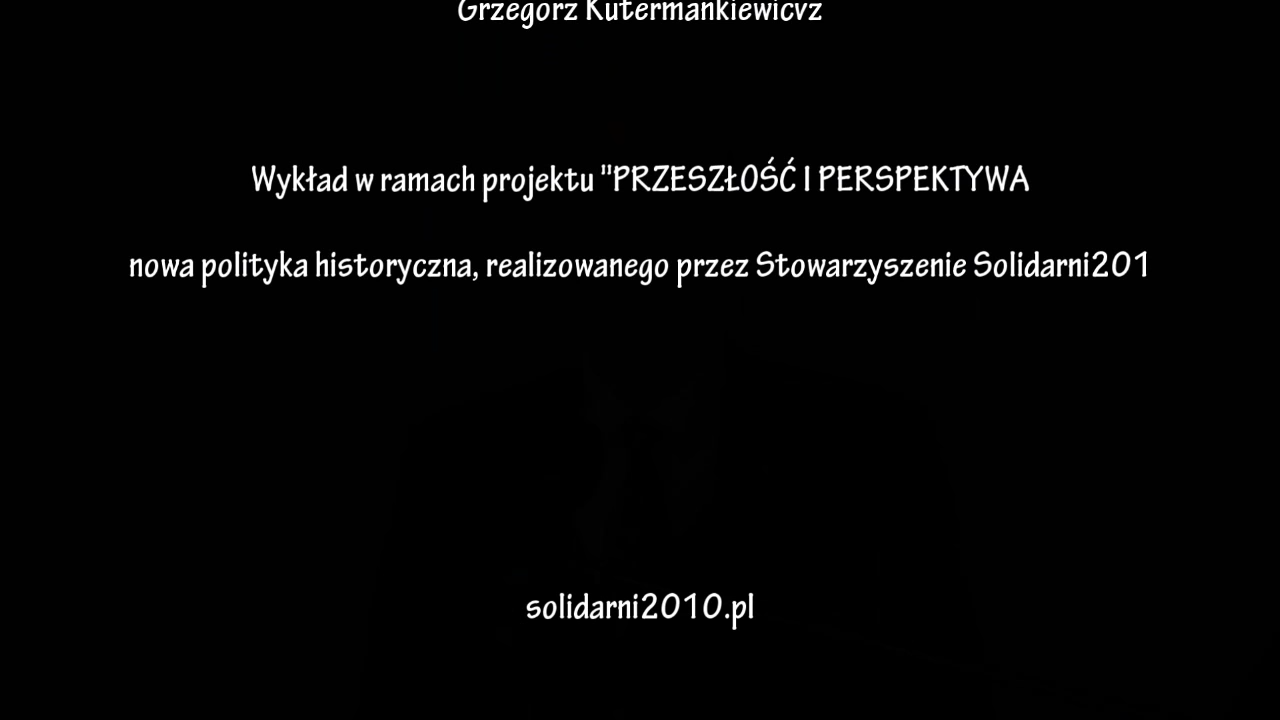 Grzegorz Kutermankiewicvz
Wykład w ramach projektu "PRZESZŁOŚĆ I PERSPEKTYWA
nowa polityka historyczna, realizowanego przez Stowarzyszenie Solidarni201
solidarni2010.pl